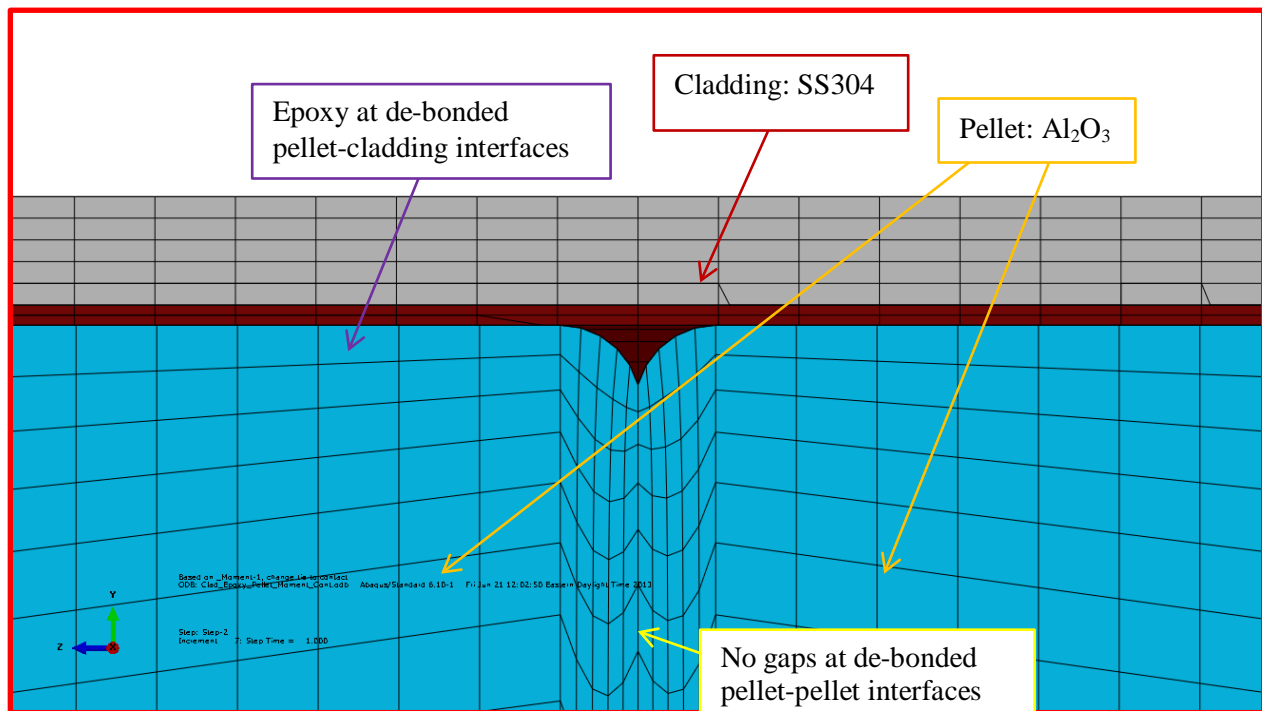 Cladding: SS304
Epoxy at de-bonded
pellet-cladding interfaces
Pellet: Al₂O₃
Based on _Moment-1, change tie to contact
ODB: Clad_Epoxy_Pellet_Moment_Cont.odb Abaqus/Standard 6.10-1 Fri Jun 21 12:02:50 Eastern Daylight Time 2013
Y
Z
X
Step: Step-2
Increment 7: Step Time = 1.000
No gaps at de-bonded
pellet-pellet interfaces